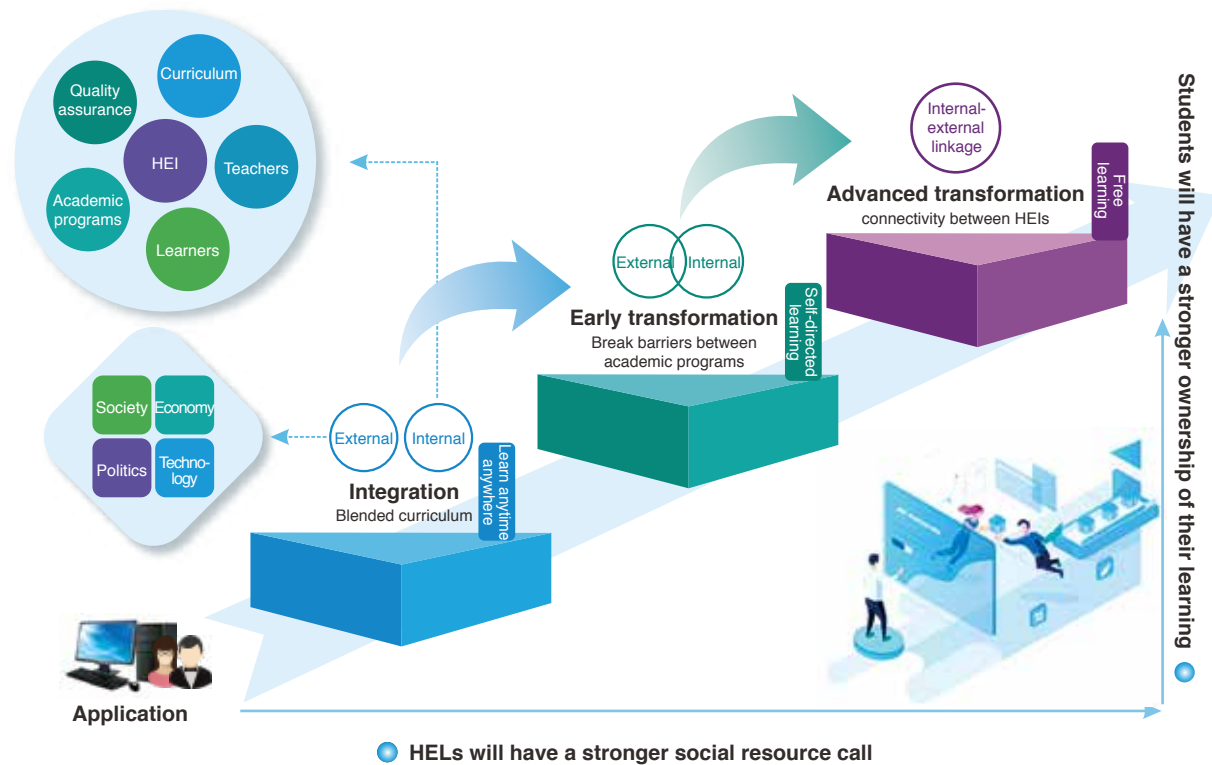 Quality
assurance
Curriculum
HEI
Teachers
Academic
programs
Learners
Society
Economy
Politics
Techno-
logy
External
Internal
Integration
Blended curriculum
Learn anytime
anywhere
External
Internal
Early transformation
Break barriers between
academic programs
Self-directed
learning
Internal-
external
linkage
Advanced transformation
connectivity between HEIs
Free
learning
Students will have a stronger ownership of their learning
Application
HELs will have a stronger social resource call